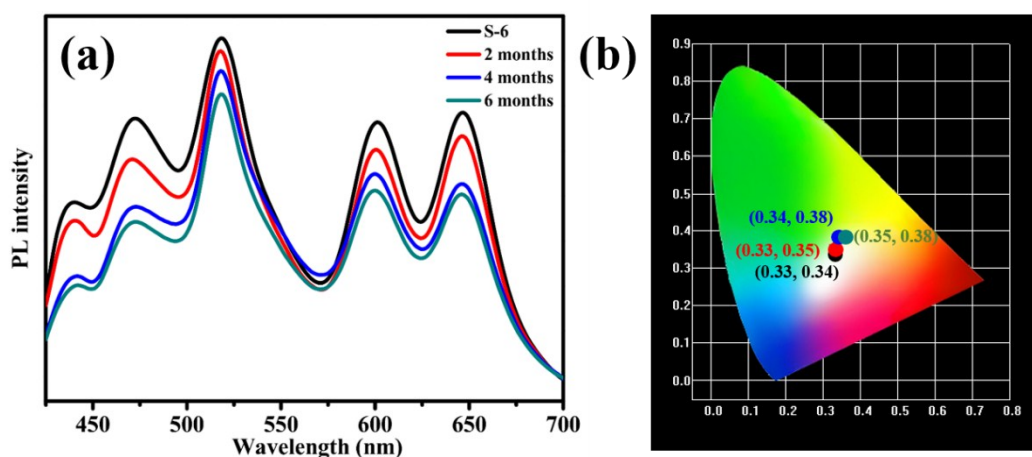 (a)
S-6
2 months
4 months
6 months
PL intensity
450 500 550 600 650 700
Wavelength (nm)
(b)
0.9
0.8
0.7
0.6
0.5
0.4
0.3
0.2
0.1
0.0
(0.34, 0.38)
(0.35, 0.38)
(0.33, 0.35)
(0.33, 0.34)
0.0 0.1 0.2 0.3 0.4 0.5 0.6 0.7 0.8